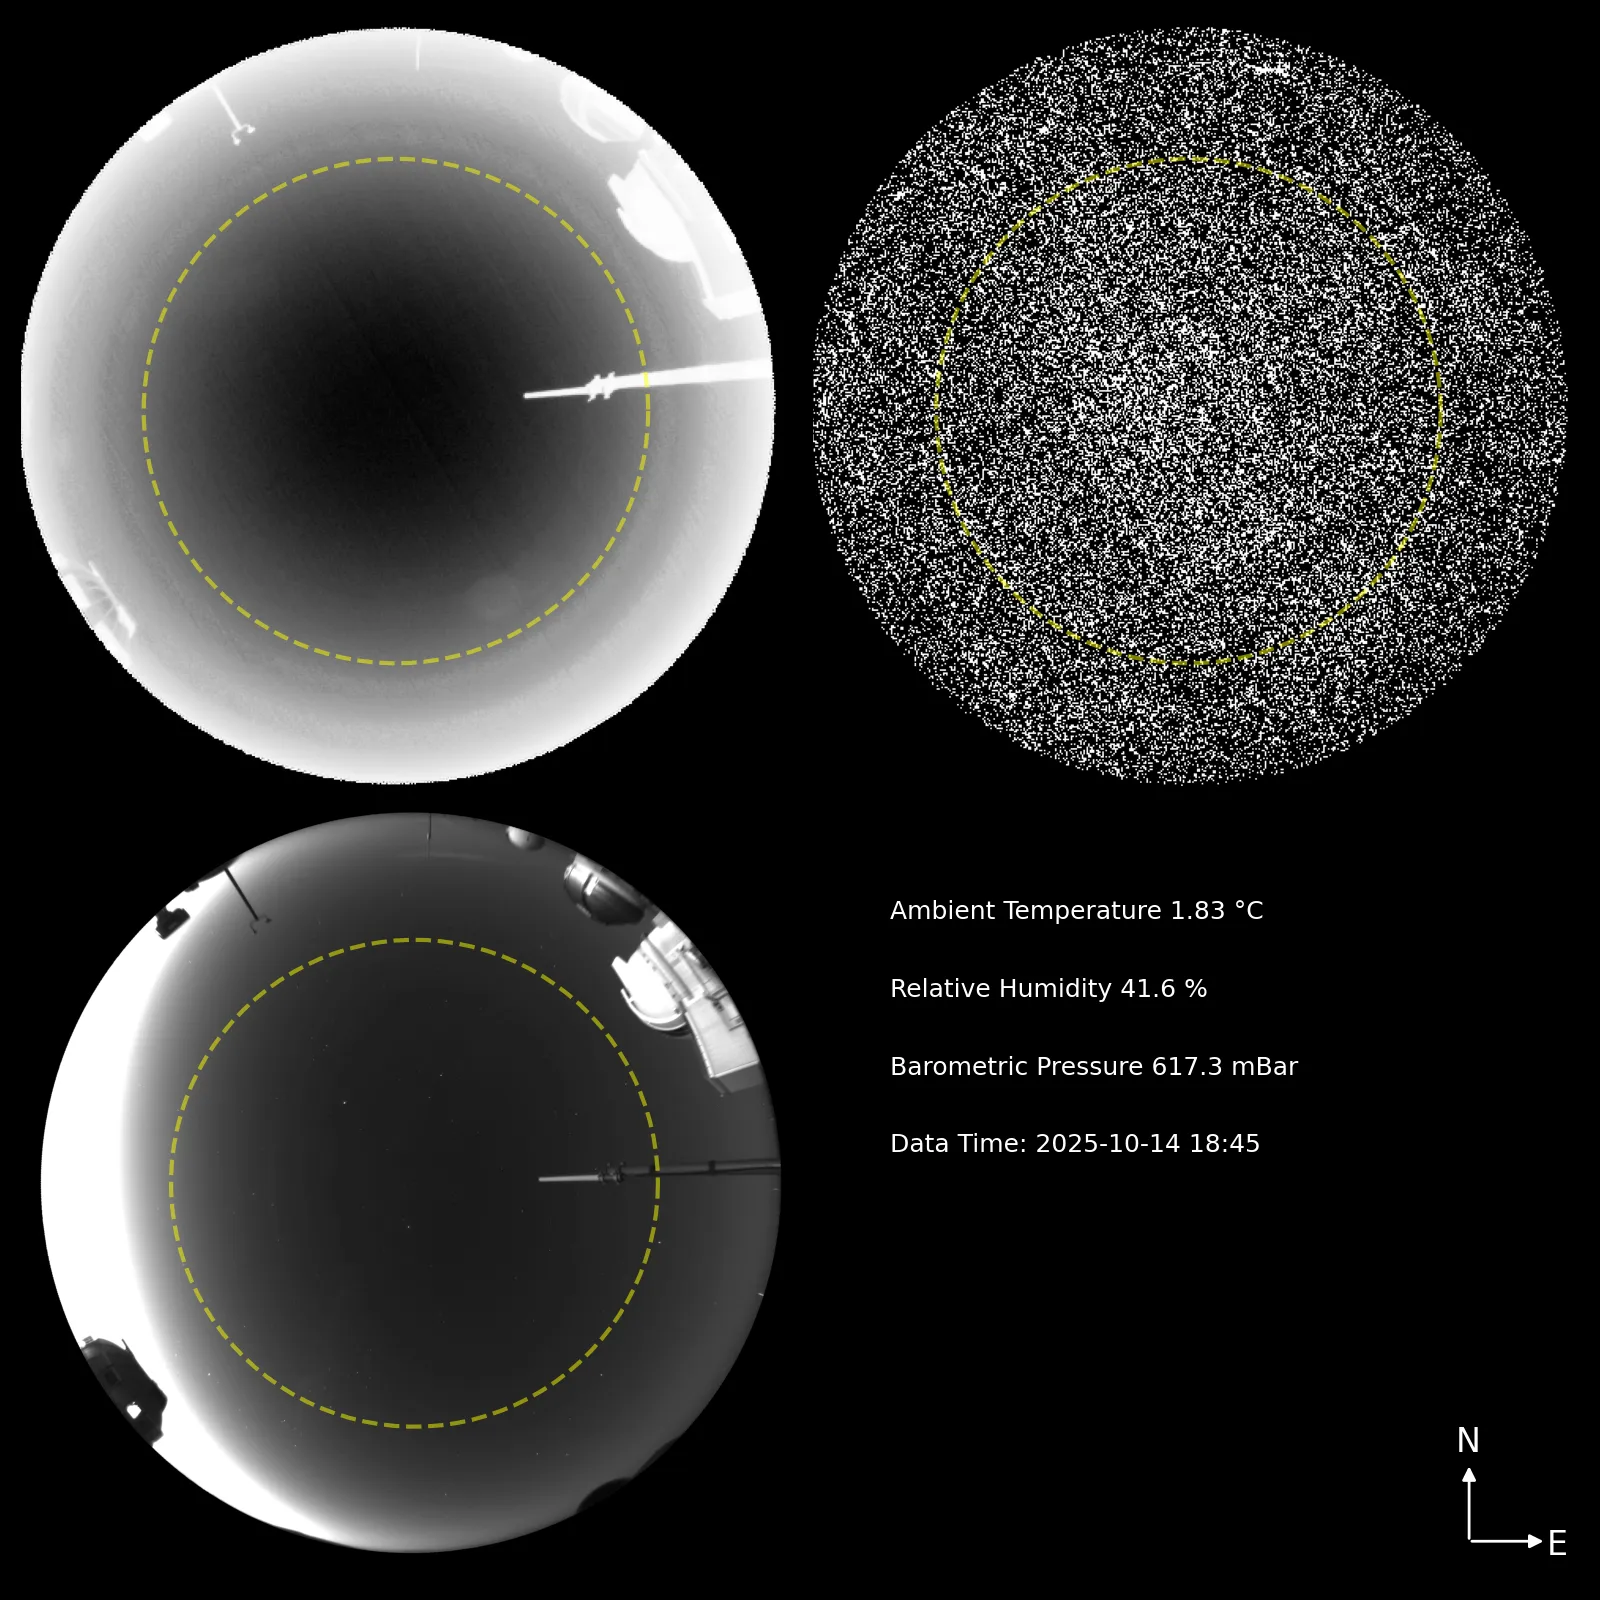 Ambient Temperature 1.83 °C
Relative Humidity 41.6 %
Barometric Pressure 617.3 mBar
Data Time: 2025-10-14 18:45
N
E